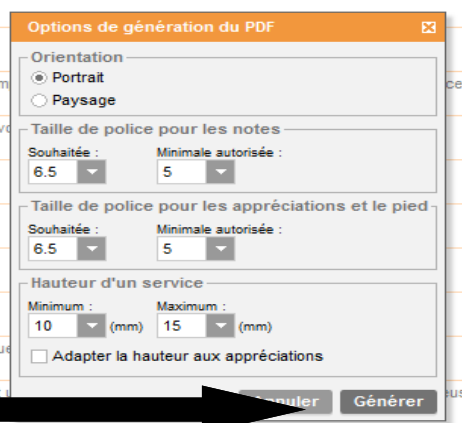 Options de génération du PDF
Orientation
Portrait
Paysage
Taille de police pour les notes
Souhaitée : Minimale autorisée :
6.5 5
Taille de police pour les appréciations et le pied
Souhaitée : Minimale autorisée :
6.5 5
Hauteur d'un service
Minimum : Maximum :
10 (mm) 15 (mm)
Adapter la hauteur aux appréciations
Générer